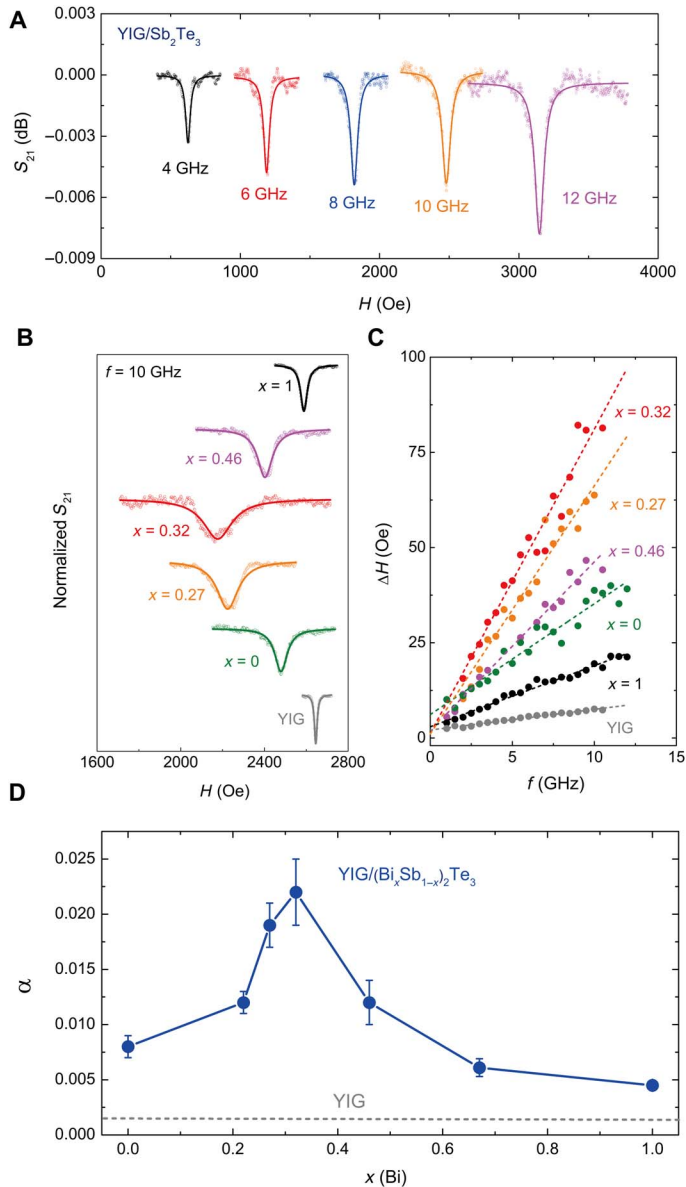 A
YIG/Sb₂Te₃
0.003
0.000
−0.003
−0.006
−0.009
S₂₁ (dB)
4 GHz
6 GHz
8 GHz
10 GHz
12 GHz
0
1000
2000
3000
4000
H (Oe)
B
f = 10 GHz
x = 1
x = 0.46
x = 0.32
x = 0.27
x = 0
YIG
Normalized S₂₁
1600
2000
2400
2800
H (Oe)
C
100
75
50
25
0
ΔH (Oe)
x = 0.32
x = 0.27
x = 0.46
x = 0
x = 1
YIG
0
5
10
15
f (GHz)
D
YIG/(BiₓSb₁₋ₓ)₂Te₃
0.025
0.020
0.015
0.010
0.005
0.000
α
YIG
0.0
0.2
0.4
0.6
0.8
1.0
x (Bi)